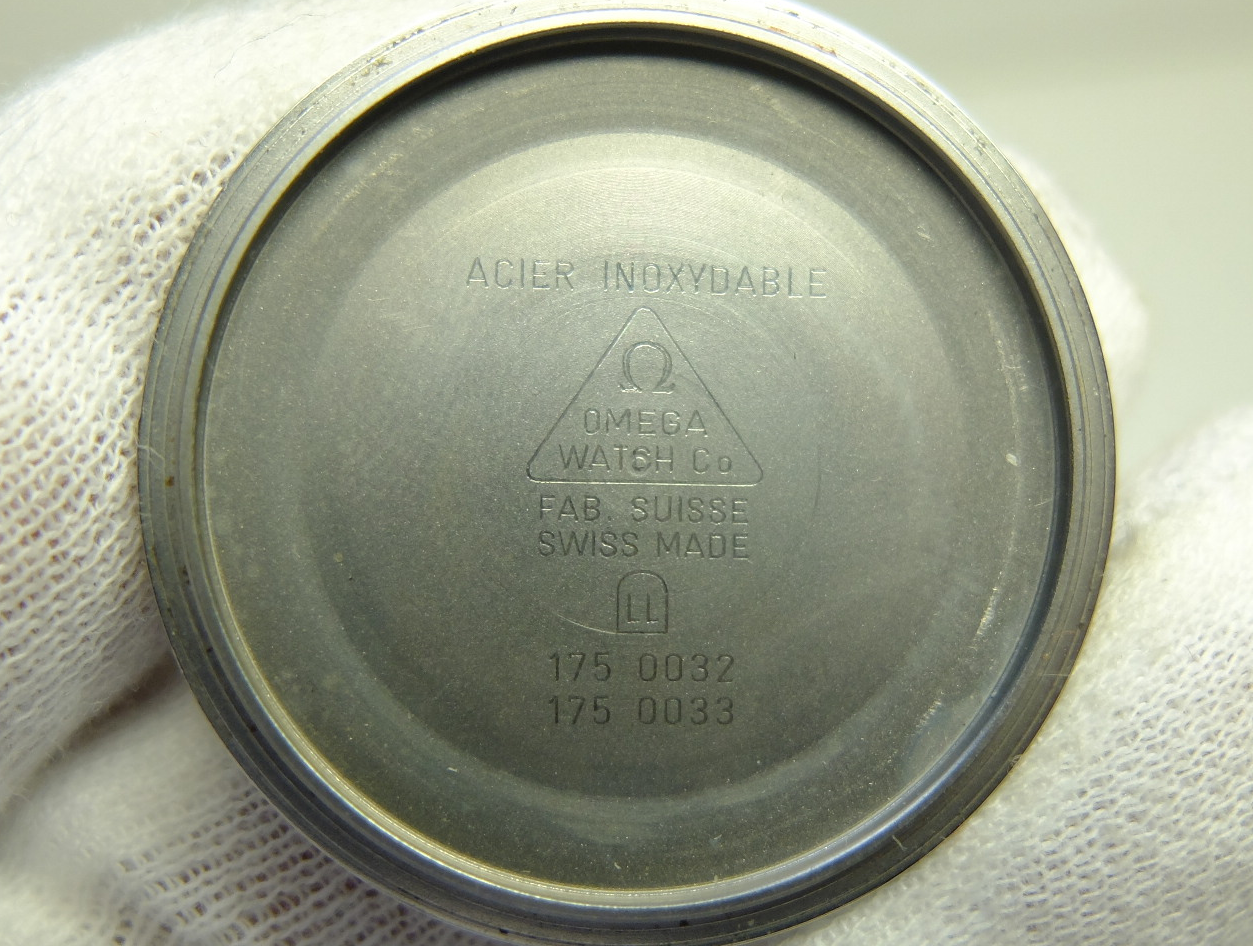 ACIER INOXYDABLE
Ω
OMEGA
WATCH Co
FAB. SUISSE
SWISS MADE
LL
175 0032
175 0033